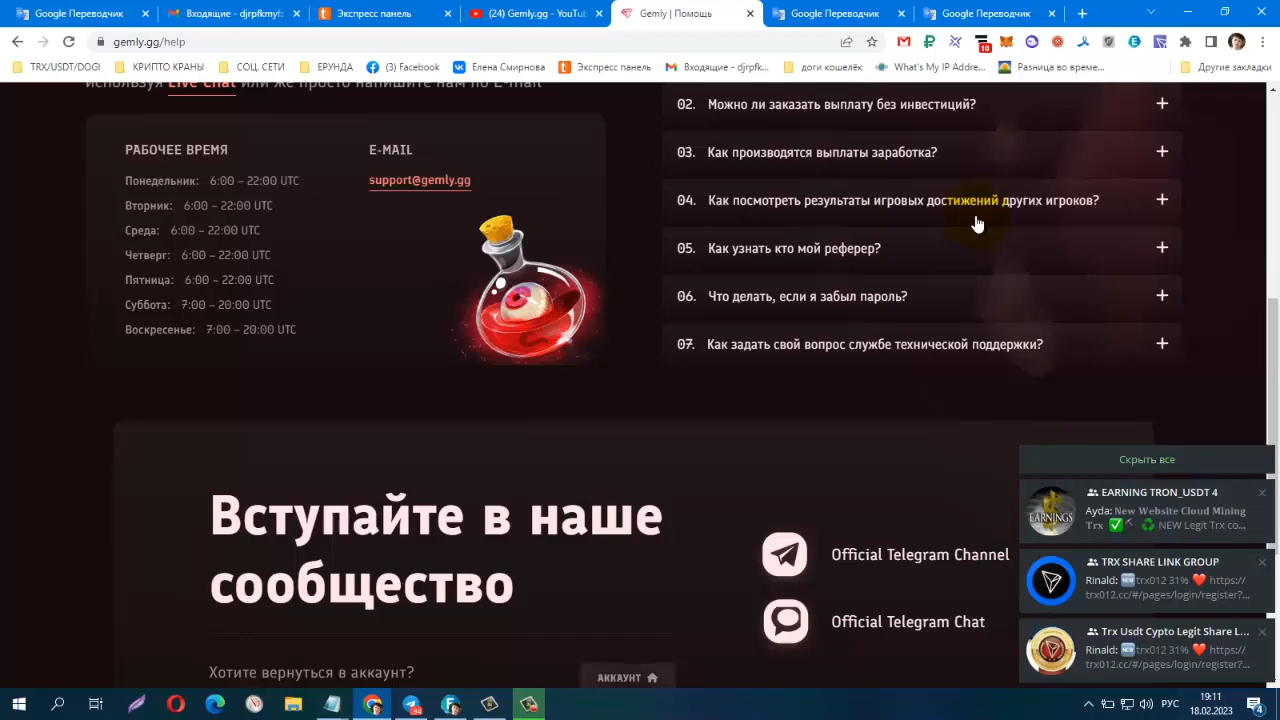 Google Переводчик
Входящие - djrpfkmyf
Экспресс панель
(24) Gemly.gg - YouTu
Gemly | Помощь
Google Переводчик
Google Переводчик
gemly.gg/help
10
TRX/USDT/DOGI
КРИПТО КРАНЫ
СОЦ. СЕТИ
ЕРУНДА
(3) Facebook
Елена Смирнова
Экспресс панель
Входящие - djrpfk...
доги кошелёк
What's My IP Addre...
Разница во време...
Другие закладки
используя Live Chat или же просто напишите нам по E-mail
РАБОЧЕЕ ВРЕМЯ
Понедельник: 6:00 – 22:00 UTC
Вторник: 6:00 – 22:00 UTC
Среда: 6:00 – 22:00 UTC
Четверг: 6:00 – 22:00 UTC
Пятница: 6:00 – 22:00 UTC
Суббота: 7:00 – 20:00 UTC
Воскресенье: 7:00 – 20:00 UTC
E-MAIL
support@gemly.gg
02. Можно ли заказать выплату без инвестиций?
03. Как производятся выплаты заработка?
04. Как посмотреть результаты игровых достижений других игроков?
05. Как узнать кто мой реферер?
06. Что делать, если я забыл пароль?
07. Как задать свой вопрос службе технической поддержки?
Вступайте в наше
сообщество
Хотите вернуться в аккаунт?
АККАУНТ
Official Telegram Channel
Official Telegram Chat
Скрыть все
EARNINGS
EARNING TRON_USDT 4
Ayda: New Website Cloud Mining
Trx ✅⛏ ♻️ NEW Legit Trx co...
TRX SHARE LINK GROUP
Rinald: 🆕trx012 31% ❤️ https://
trx012.cc/#/pages/login/register?...
Trx Usdt Cypto Legit Share L...
Rinald: 🆕trx012 31% ❤️ https://
trx012.cc/#/pages/login/register?...
94
РУС
19:11
18.02.2023
4